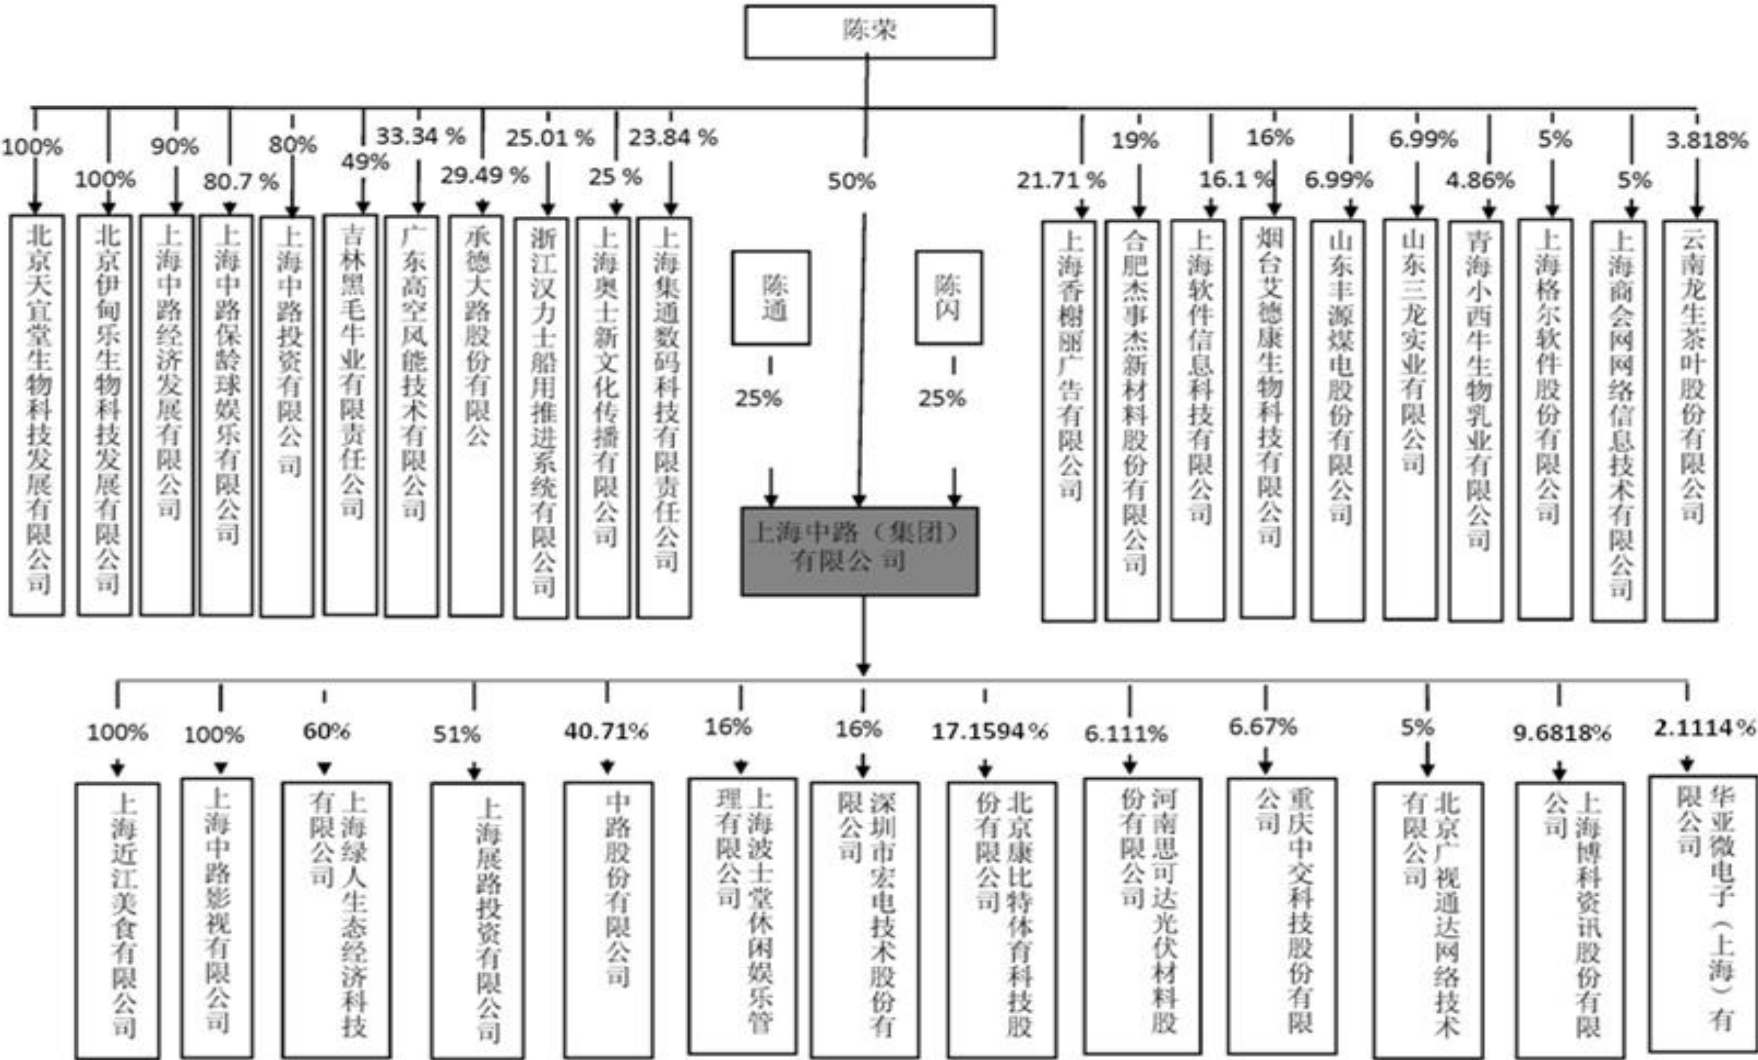 陈荣
100%
100%
90%
80.7 %
80%
49%
33.34 %
29.49 %
25.01 %
25 %
23.84 %
50%
21.71 %
19%
16.1 %
16%
6.99%
6.99%
4.86%
5%
5%
3.818%
北京天宜堂生物科技发展有限公司
北京伊甸乐生物科技发展有限公司
上海中路经济发展有限公司
上海中路保龄球娱乐有限公司
上海中路投资有限公司
吉林黑毛牛业有限责任公司
广东高空风能技术有限公司
承德大路股份有限公
浙江汉力士船用推进系统有限公司
上海奥士新文化传播有限公司
上海集通数码科技有限责任公司
陈通
陈闪
25%
25%
上海香榭丽广告有限公司
合肥杰事杰新材料股份有限公司
上海软件信息科技有限公司
烟台艾德康生物科技有限公司
山东丰源煤电股份有限公司
山东三龙实业有限公司
青海小西牛生物乳业有限公司
上海格尔软件股份有限公司
上海商会网网络信息技术有限公司
云南龙生茶叶股份有限公司
上海中路（集团）
有限公司
100%
100%
60%
51%
40.71%
16%
16%
17.1594%
6.111%
6.67%
5%
9.6818%
2.1114%
上海近江美食有限公司
上海中路影视有限公司
上海绿人生态经济科技
有限公司
上海展路投资有限公司
中路股份有限公司
上海波士堂休闲娱乐管
理有限公司
深圳市宏电技术股份有
限公司
北京康比特体育科技股
份有限公司
河南思可达光伏材料股
份有限公司
重庆中交科技股份有限
公司
北京广视通达网络技术
有限公司
上海博科资讯股份有限
公司
华亚微电子（上海）有
限公司